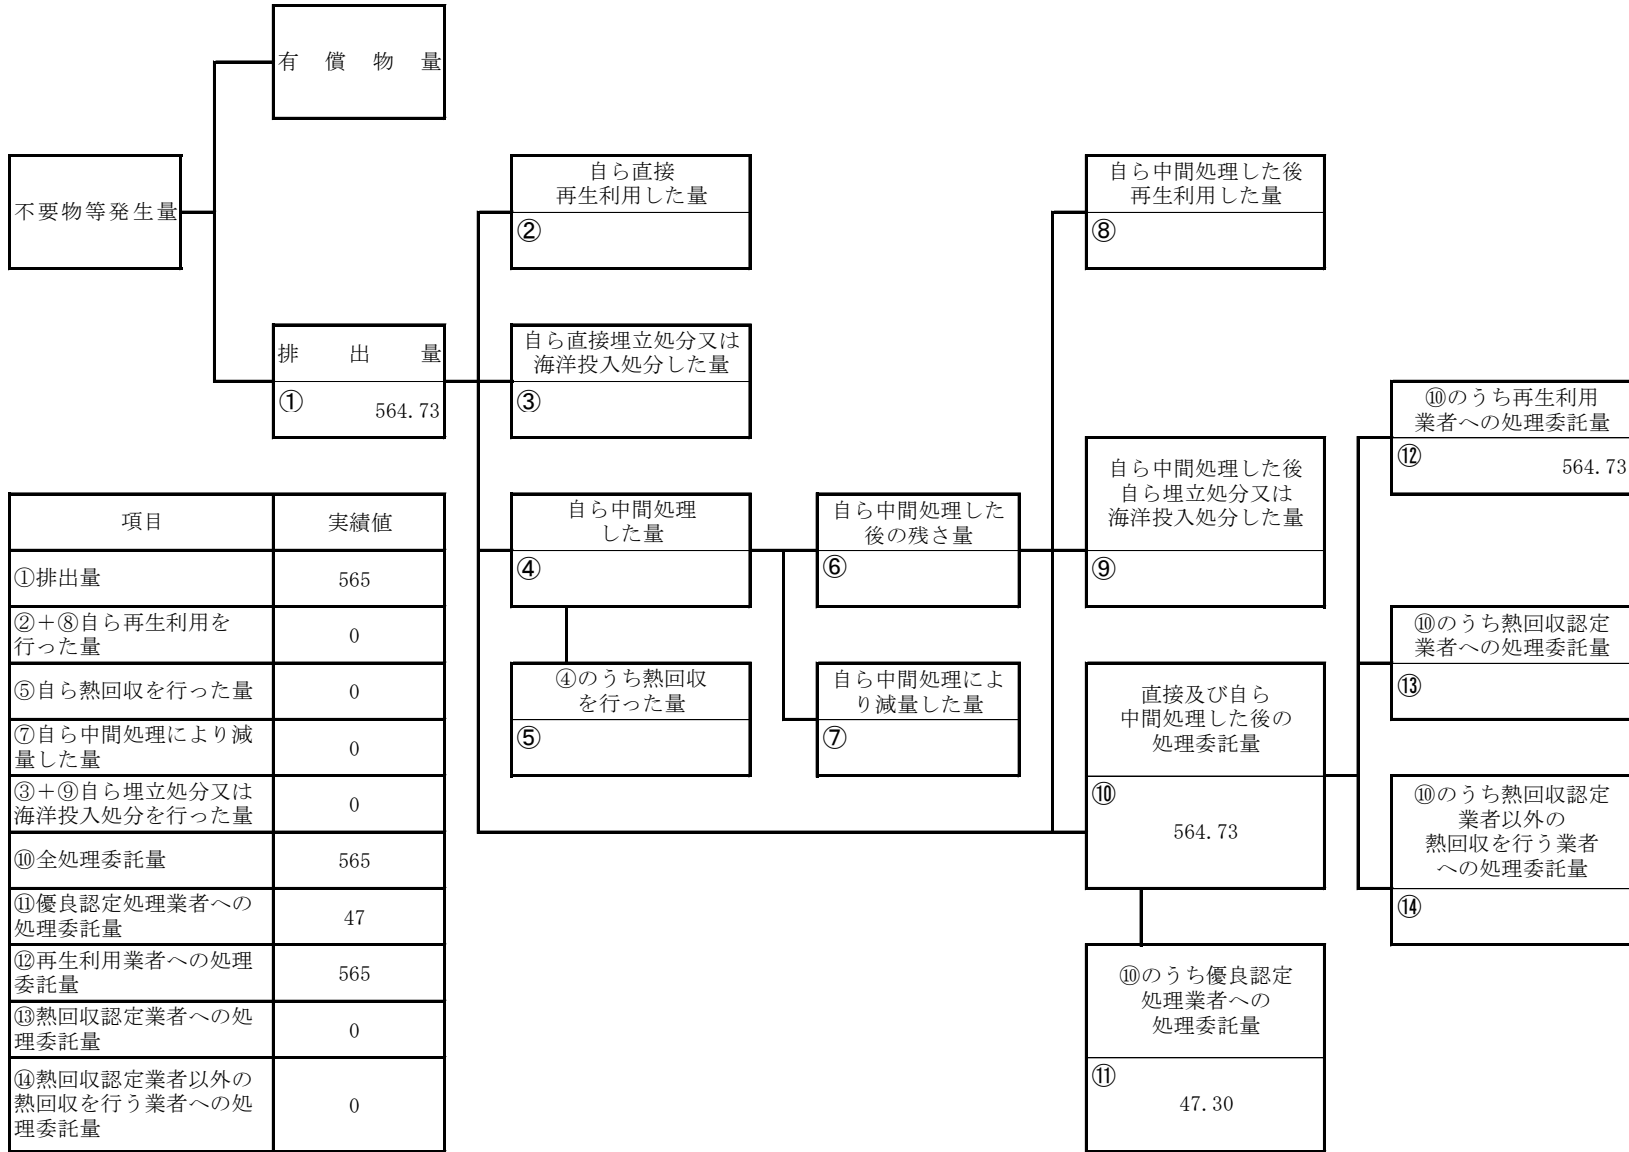 有償物量
不要物等発生量
排出量
① 564.73
自ら直接
再生利用した量
②
自ら直接埋立処分又は
海洋投入処分した量
③
自ら中間処理
した量
④
④のうち熱回収
を行った量
⑤
自ら中間処理した
後の残さ量
⑥
自ら中間処理によ
り減量した量
⑦
自ら中間処理した後
再生利用した量
⑧
自ら中間処理した後
自ら埋立処分又は
海洋投入処分した量
⑨
直接及び自ら
中間処理した後の
処理委託量
⑩
564.73
⑩のうち優良認定
処理業者への
処理委託量
⑪
47.30
⑩のうち再生利用
業者への処理委託量
⑫ 564.73
⑩のうち熱回収認定
業者への処理委託量
⑬
⑩のうち熱回収認定
業者以外の
熱回収を行う業者
への処理委託量
⑭
項目 実績値
①排出量 565
②+⑧自ら再生利用を
行った量 0
⑤自ら熱回収を行った量 0
⑦自ら中間処理により減
量した量 0
③+⑨自ら埋立処分又は
海洋投入処分を行った量 0
⑩全処理委託量 565
⑪優良認定処理業者への
処理委託量 47
⑫再生利用業者への処理
委託量 565
⑬熱回収認定業者への処
理委託量 0
⑭熱回収認定業者以外の
熱回収を行う業者への処
理委託量 0